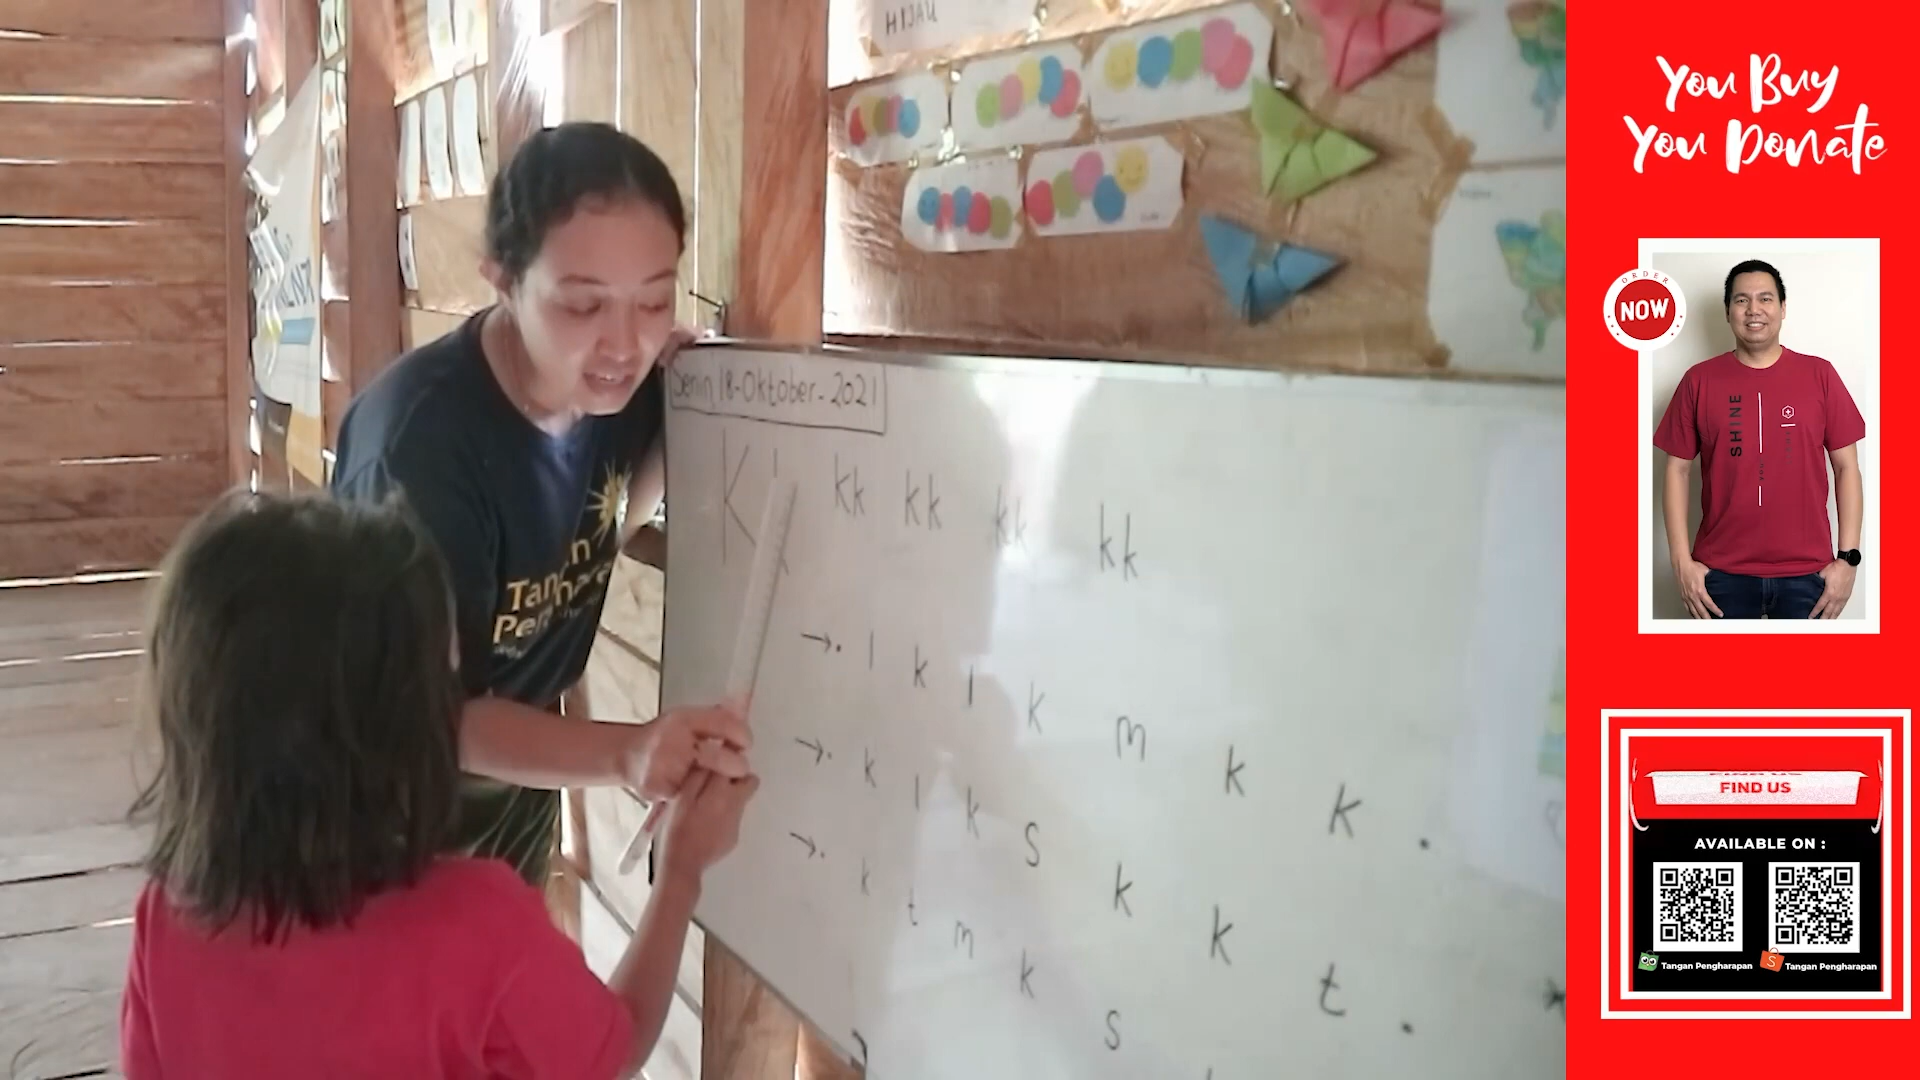 HIJAU
Senin 18-Oktober-2021
K k kk kk kk kk
→. l k l k m k k .
→. k l k s k k t .
→. k t m k s
You Buy
You Donate
ORDER
NOW
SHINE
FIND US
AVAILABLE ON :
Tangan Pengharapan
Tangan Pengharapan